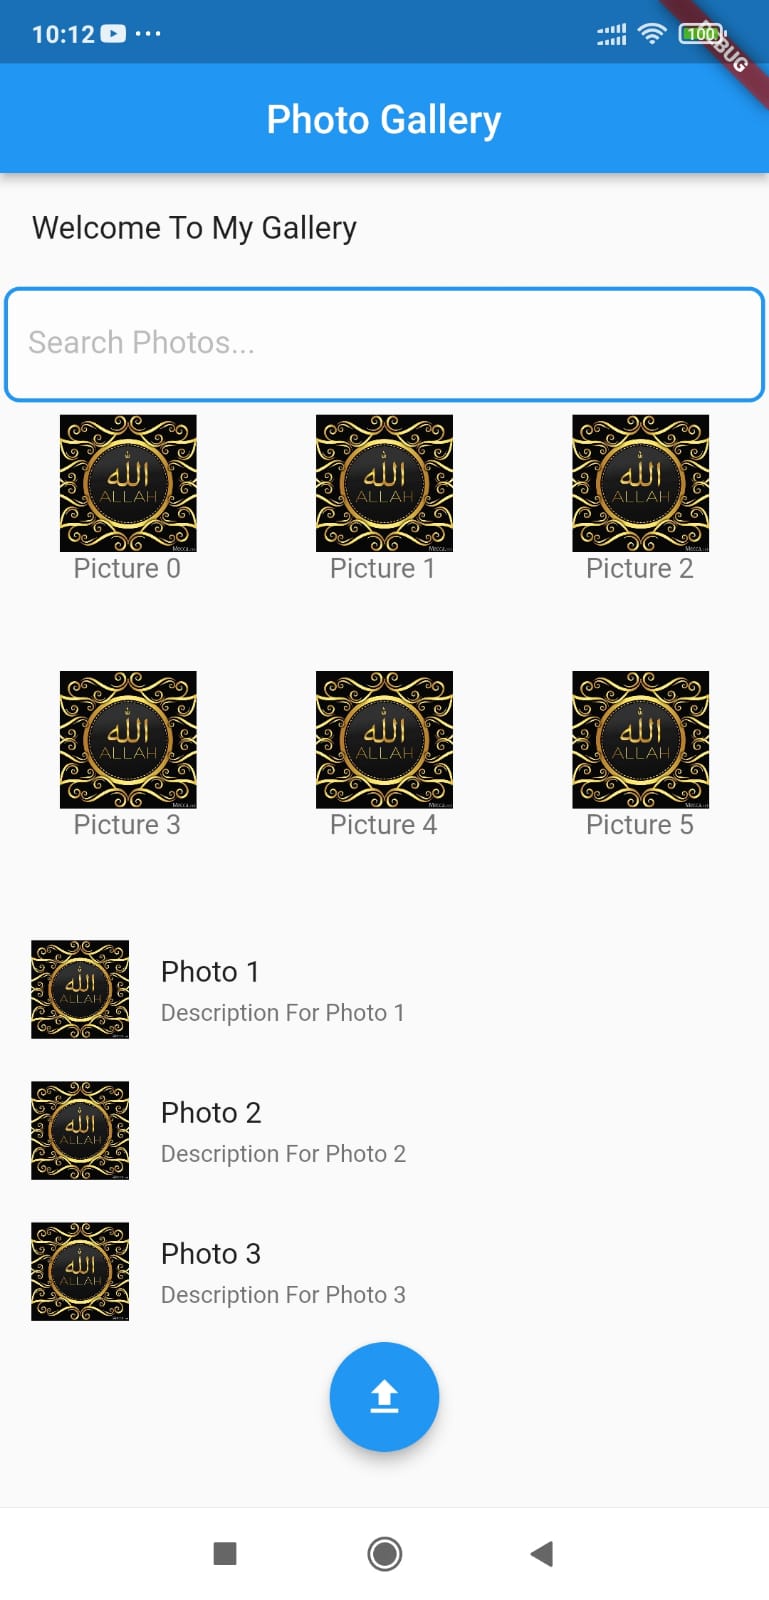 10:12
100
DEBUG
Photo Gallery
Welcome To My Gallery
Search Photos...
الله الله الله
ALLAH ALLAH ALLAH
Picture 0 Picture 1 Picture 2
الله الله الله
ALLAH ALLAH ALLAH
Picture 3 Picture 4 Picture 5
الله
ALLAH
Photo 1
Description For Photo 1
الله
ALLAH
Photo 2
Description For Photo 2
الله
ALLAH
Photo 3
Description For Photo 3